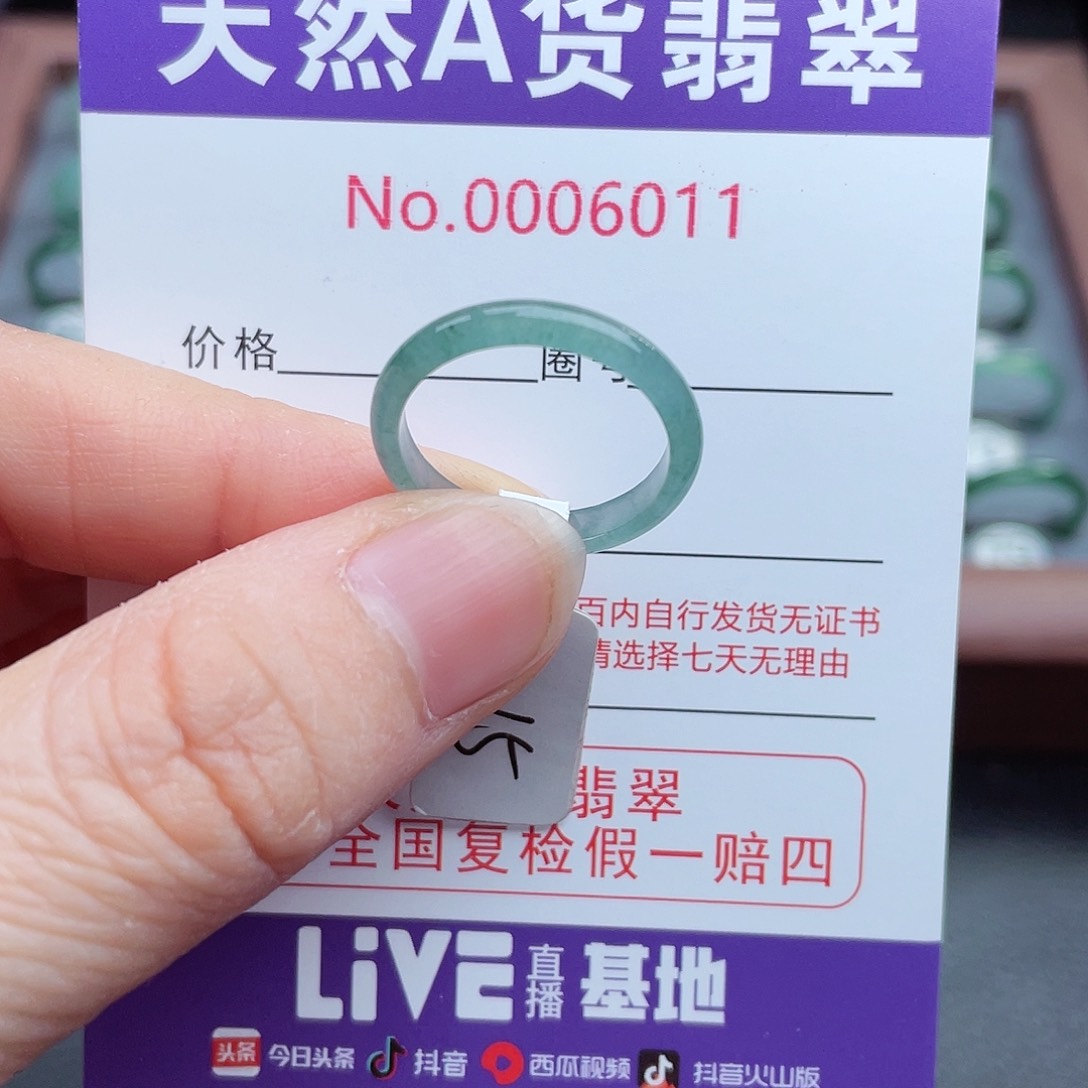 天然A货翡翠
No.0006011
价格 圈号
百内自行发货无证书
请选择七天无理由
15
翡翠
全国复检假一赔四
LiVE直播基地
头条 今日头条 抖音 西瓜视频 抖音火山版